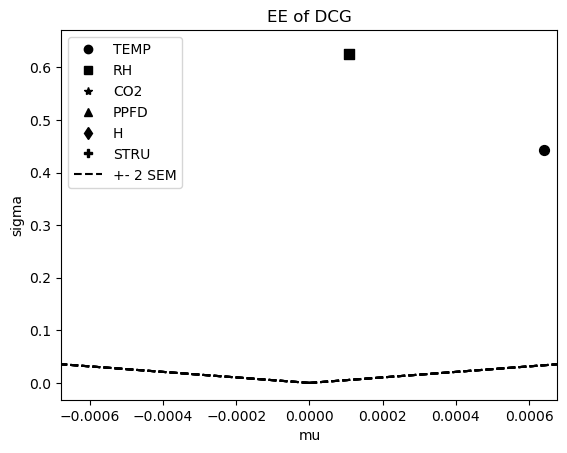 EE of DCG
TEMP
RH
CO2
PPFD
H
STRU
+- 2 SEM
0.6
0.5
0.4
0.3
0.2
0.1
0.0
sigma
−0.0006 −0.0004 −0.0002 0.0000 0.0002 0.0004 0.0006
mu